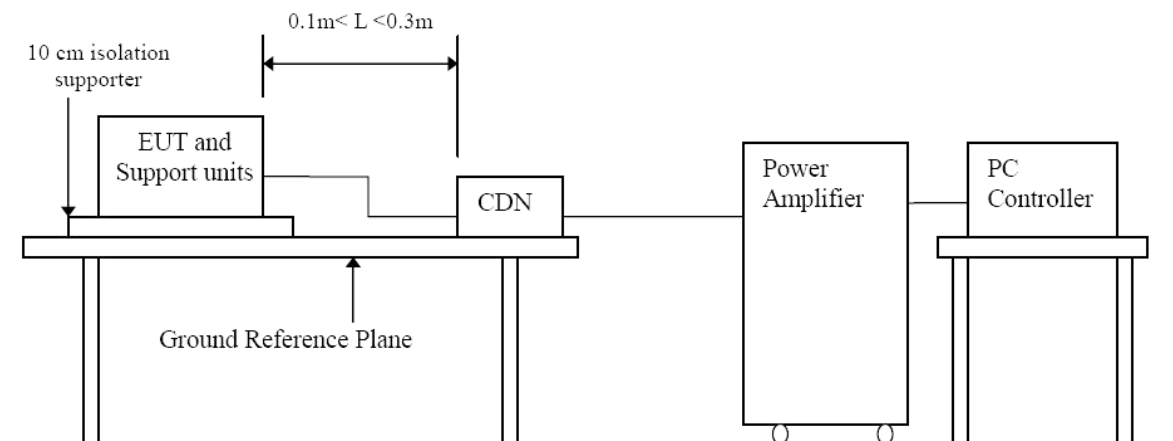 0.1m< L <0.3m
10 cm isolation
supporter
EUT and
Support units
CDN
Power
Amplifier
PC
Controller
Ground Reference Plane